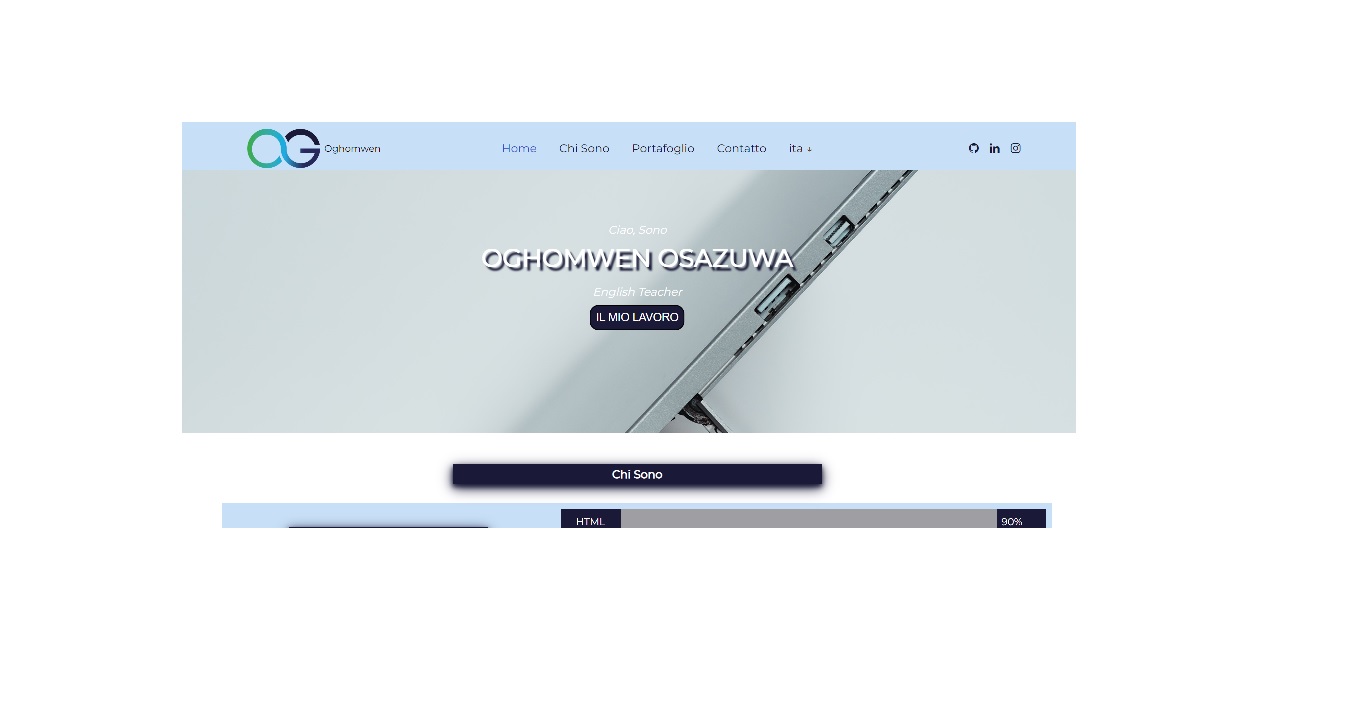 OG Oghomwen
Home Chi Sono Portafoglio Contatto ita ↓
Ciao, Sono
OGHOMWEN OSAZUWA
English Teacher
IL MIO LAVORO
Chi Sono
HTML 90%